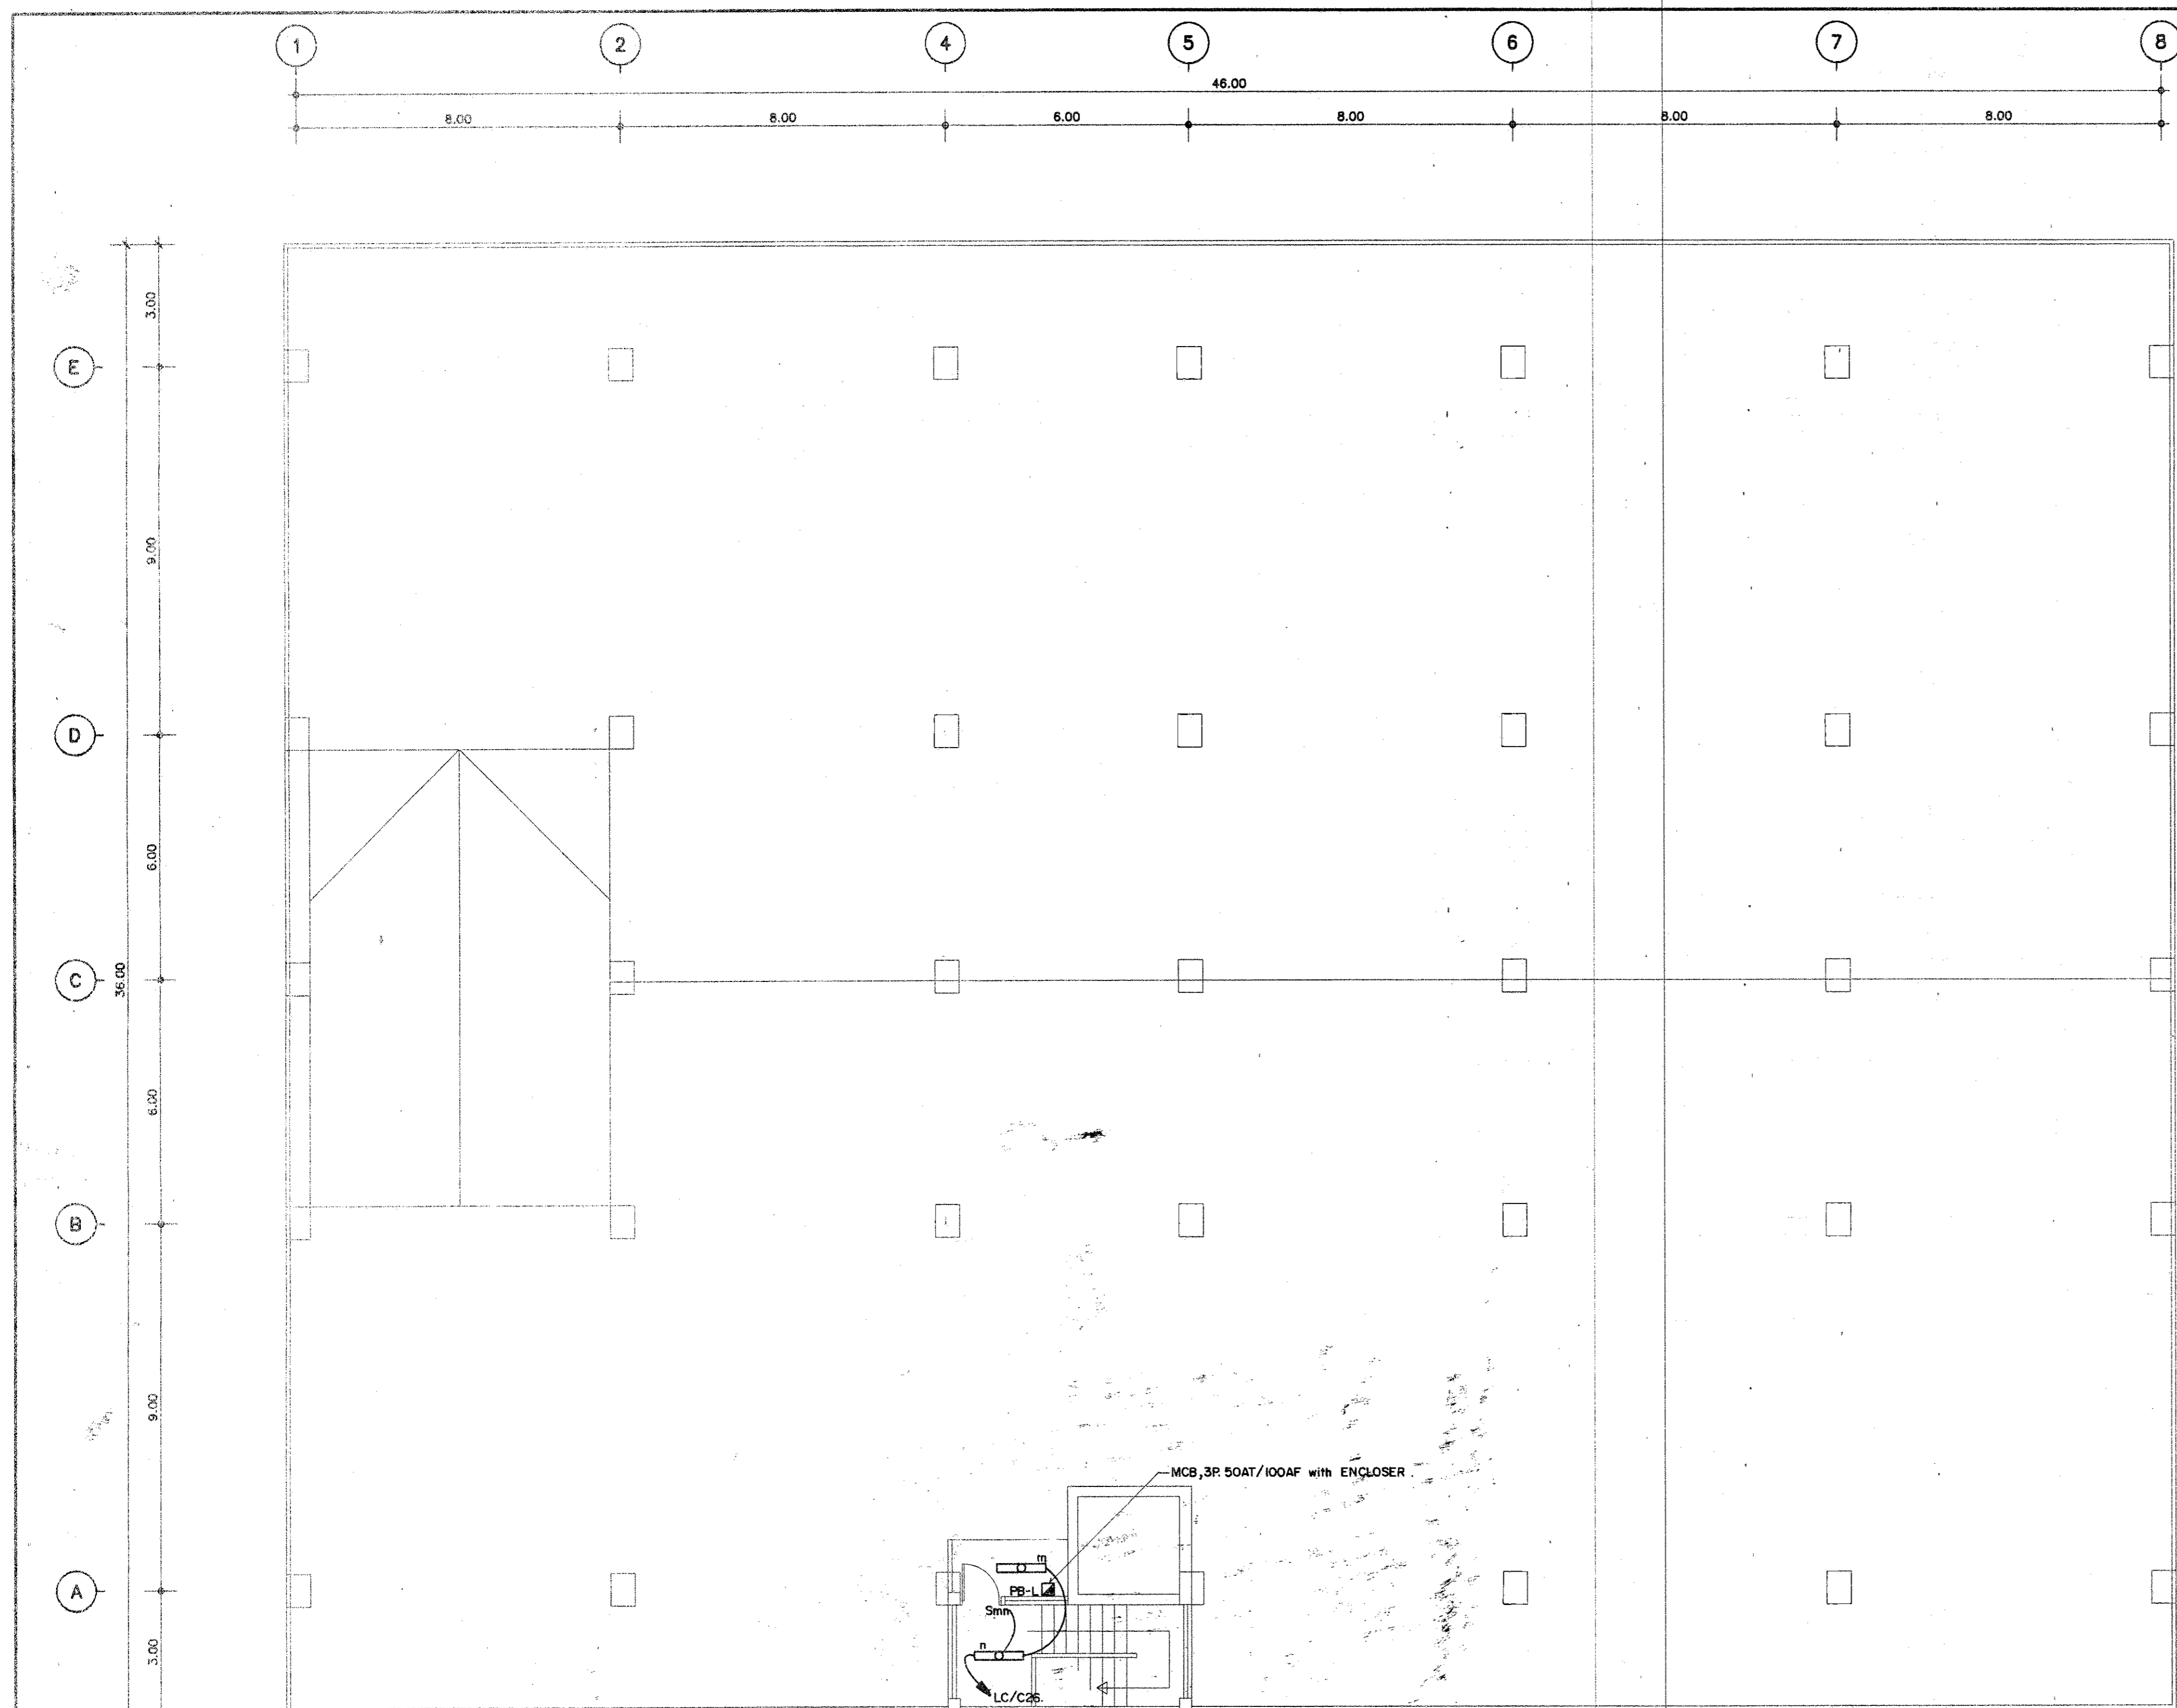 1 2 4 5 6 7 8
46.00
8.00 8.00 6.00 8.00 8.00 8.00
3.00
E
9.00
D
6.00
C
36.00
6.00
B
9.00
MCB,3P. 50AT/100AF with ENCLOSER
m
A
PB-L
Smn
n
3.00
LC/C26.